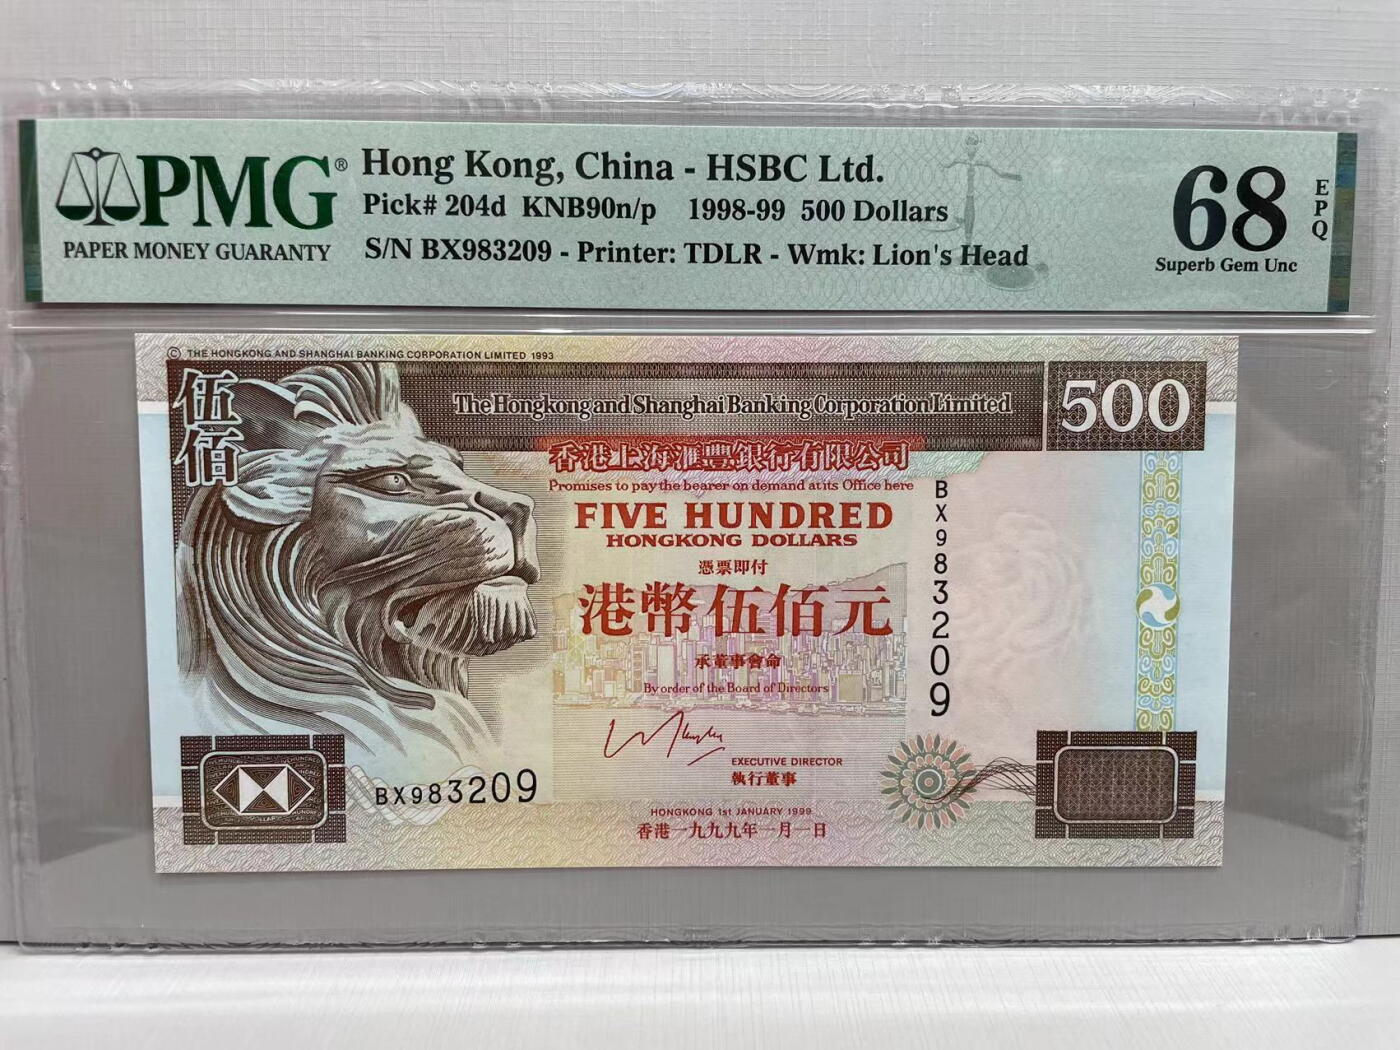 PMG®
PAPER MONEY GUARANTY
Hong Kong, China - HSBC Ltd.
Pick# 204d KNB90n/p 1998-99 500 Dollars
S/N BX983209 - Printer: TDLR - Wmk: Lion's Head
68
EPQ
Superb Gem Unc
© THE HONGKONG AND SHANGHAI BANKING CORPORATION LIMITED 1993
伍佰
The Hongkong and Shanghai Banking Corporation Limited
500
香港上海滙豐銀行有限公司
Promises to pay the bearer on demand at its Office here
FIVE HUNDRED
HONGKONG DOLLARS
憑票即付
港幣伍佰元
承董事會命
By order of the Board of Directors
BX983209
EXECUTIVE DIRECTOR
執行董事
BX983209
HONGKONG 1st JANUARY 1999
香港一九九九年一月一日